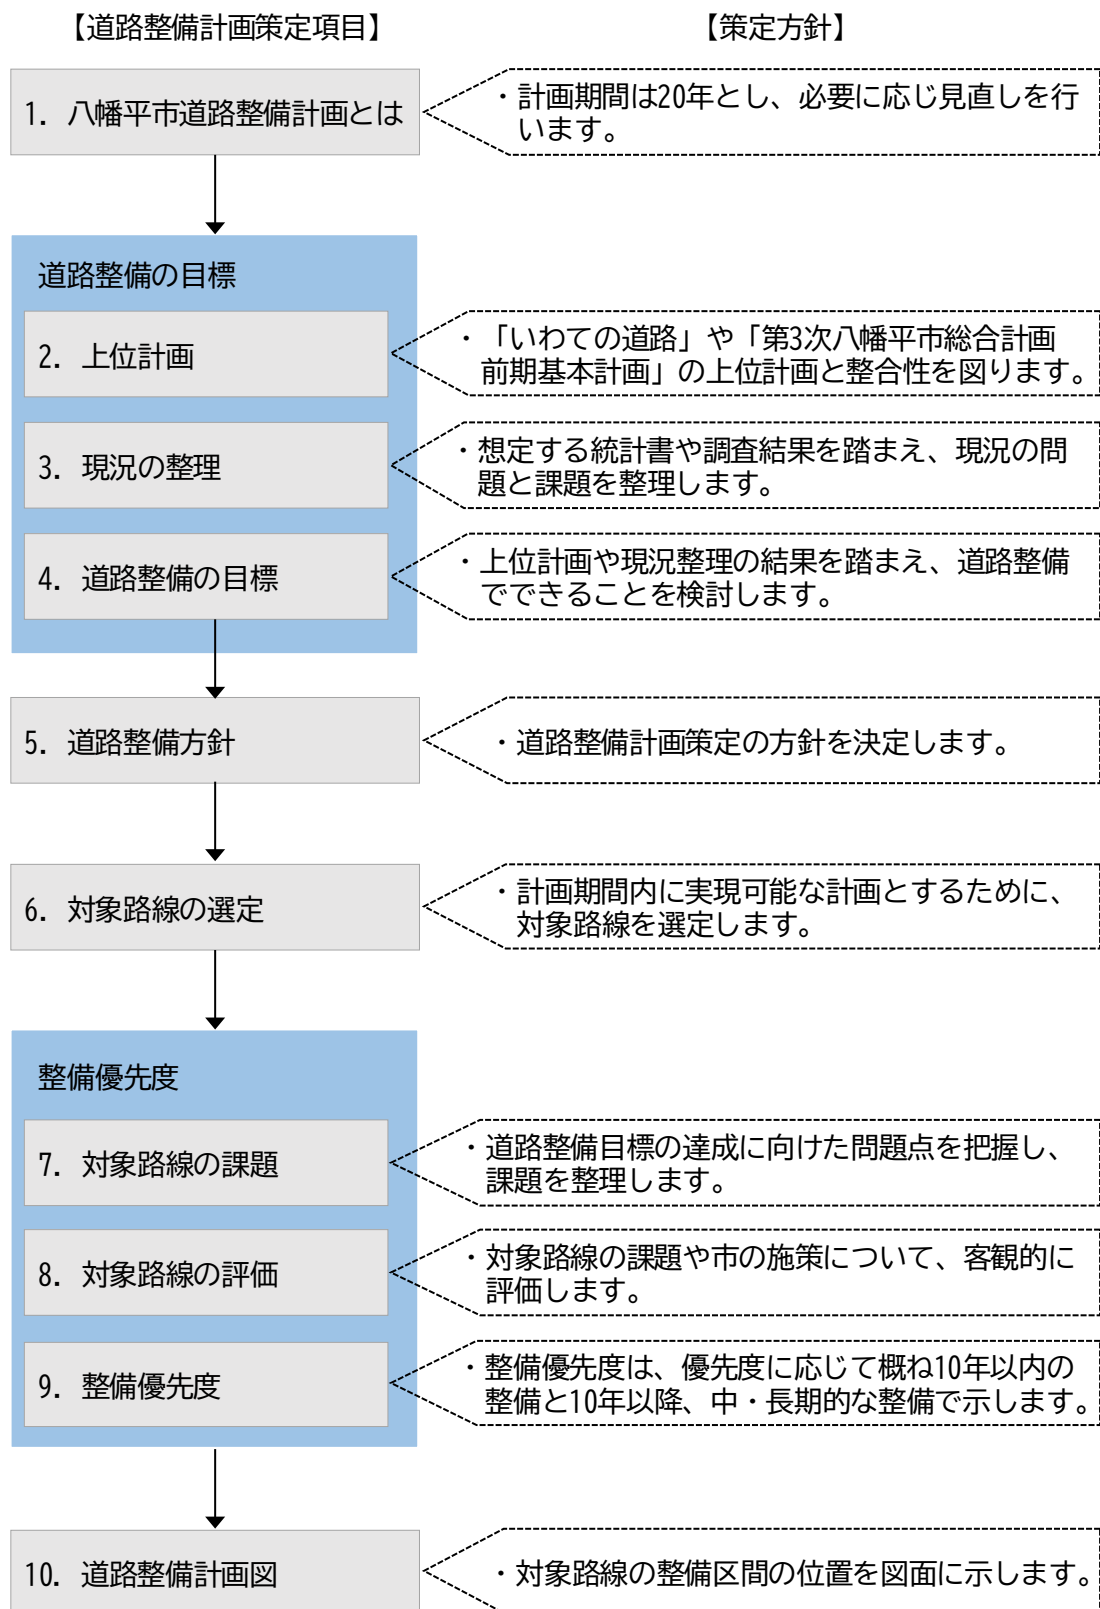 【道路整備計画策定項目】
【策定方針】
1. 八幡平市道路整備計画とは
・計画期間は20年とし、必要に応じ見直しを行
います。
道路整備の目標
2. 上位計画
・「いわての道路」や「第3次八幡平市総合計画
前期基本計画」の上位計画と整合性を図ります。
3. 現況の整理
・想定する統計書や調査結果を踏まえ、現況の問
題と課題を整理します。
4. 道路整備の目標
・上位計画や現況整理の結果を踏まえ、道路整備
でできることを検討します。
5. 道路整備方針
・道路整備計画策定の方針を決定します。
6. 対象路線の選定
・計画期間内に実現可能な計画とするために、
対象路線を選定します。
整備優先度
7. 対象路線の課題
・道路整備目標の達成に向けた問題点を把握し、
課題を整理します。
8. 対象路線の評価
・対象路線の課題や市の施策について、客観的に
評価します。
9. 整備優先度
・整備優先度は、優先度に応じて概ね10年以内の
整備と10年以降、中・長期的な整備で示します。
10. 道路整備計画図
・対象路線の整備区間の位置を図面に示します。